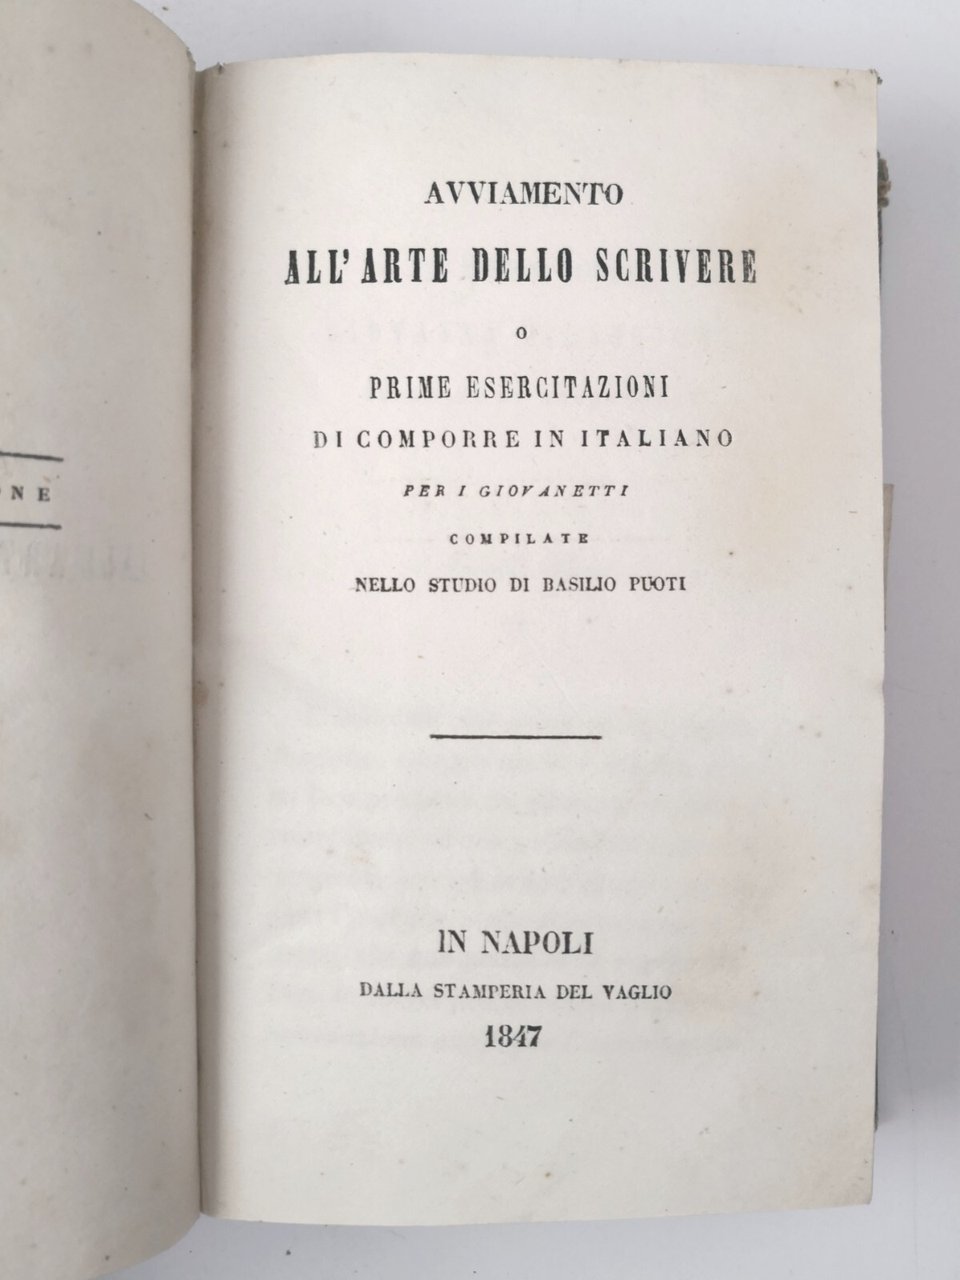 AVVIAMENTO
ALL'ARTE DELLO SCRIVERE
O
PRIME ESERCITAZIONI
DI COMPORRE IN ITALIANO
PER I GIOVANETTI
COMPILATE
NELLO STUDIO DI BASILIO PUOTI
IN NAPOLI
DALLA STAMPERIA DEL VAGLIO
1847